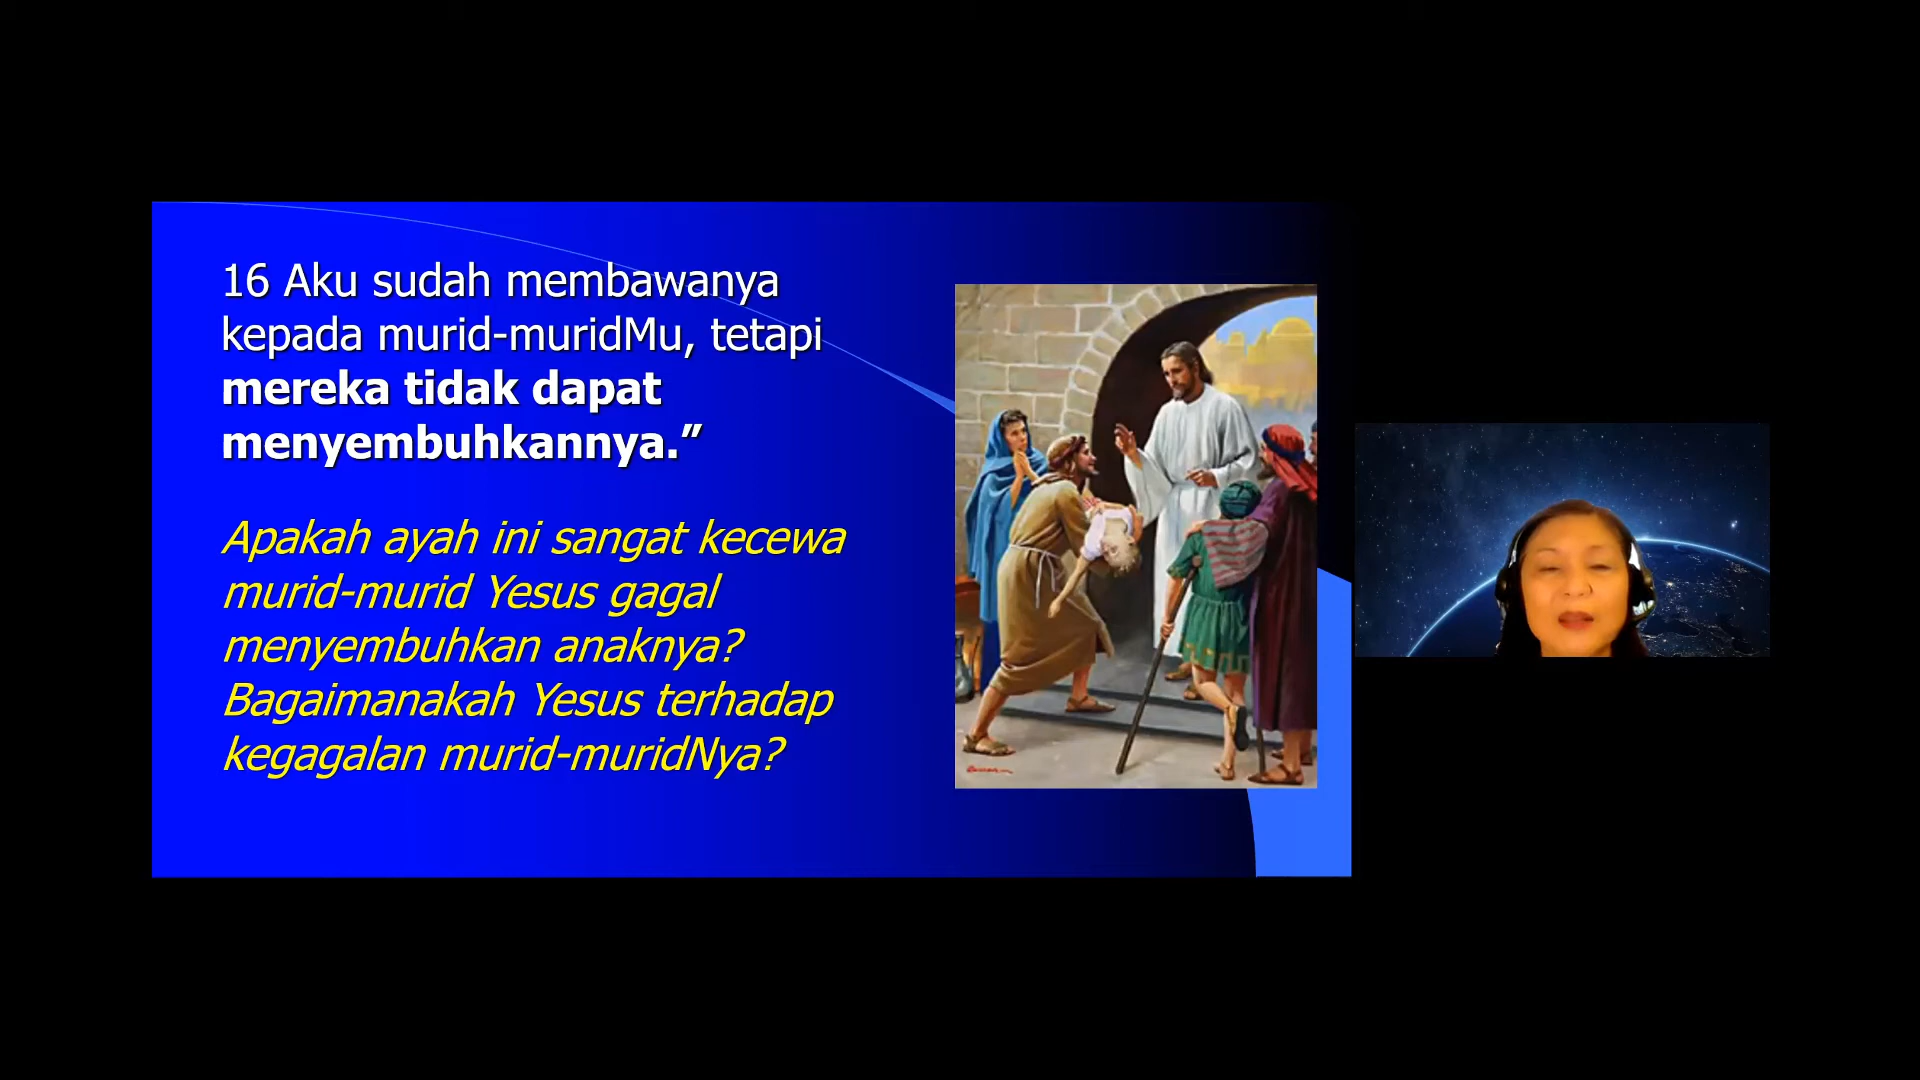 16 Aku sudah membawanya
kepada murid-muridMu, tetapi
mereka tidak dapat
menyembuhkannya.”
Apakah ayah ini sangat kecewa
murid-murid Yesus gagal
menyembuhkan anaknya?
Bagaimanakah Yesus terhadap
kegagalan murid-muridNya?